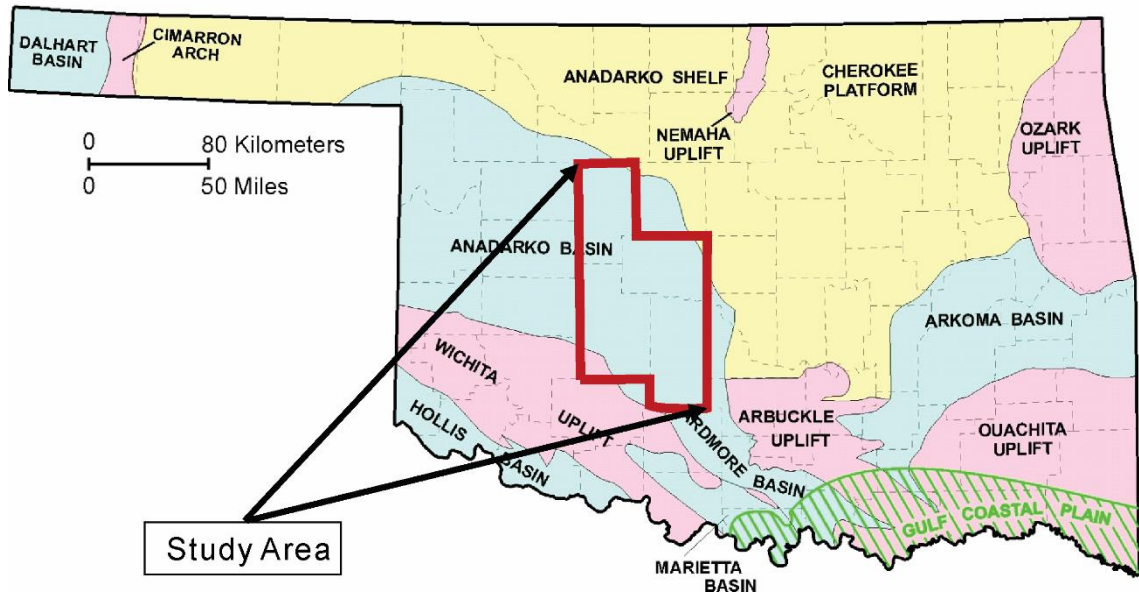 DALHART
BASIN
CIMARRON
ARCH
ANADARKO SHELF
CHEROKEE
PLATFORM
NEMAHA
UPLIFT
OZARK
UPLIFT
0 80 Kilometers
0 50 Miles
ANADARKO BASIN
ARKOMA BASIN
WICHITA
UPLIFT
HOLLIS
BASIN
ARDMORE BASIN
ARBUCKLE
UPLIFT
OUACHITA
UPLIFT
GULF COASTAL PLAIN
Study Area
MARIETTA
BASIN